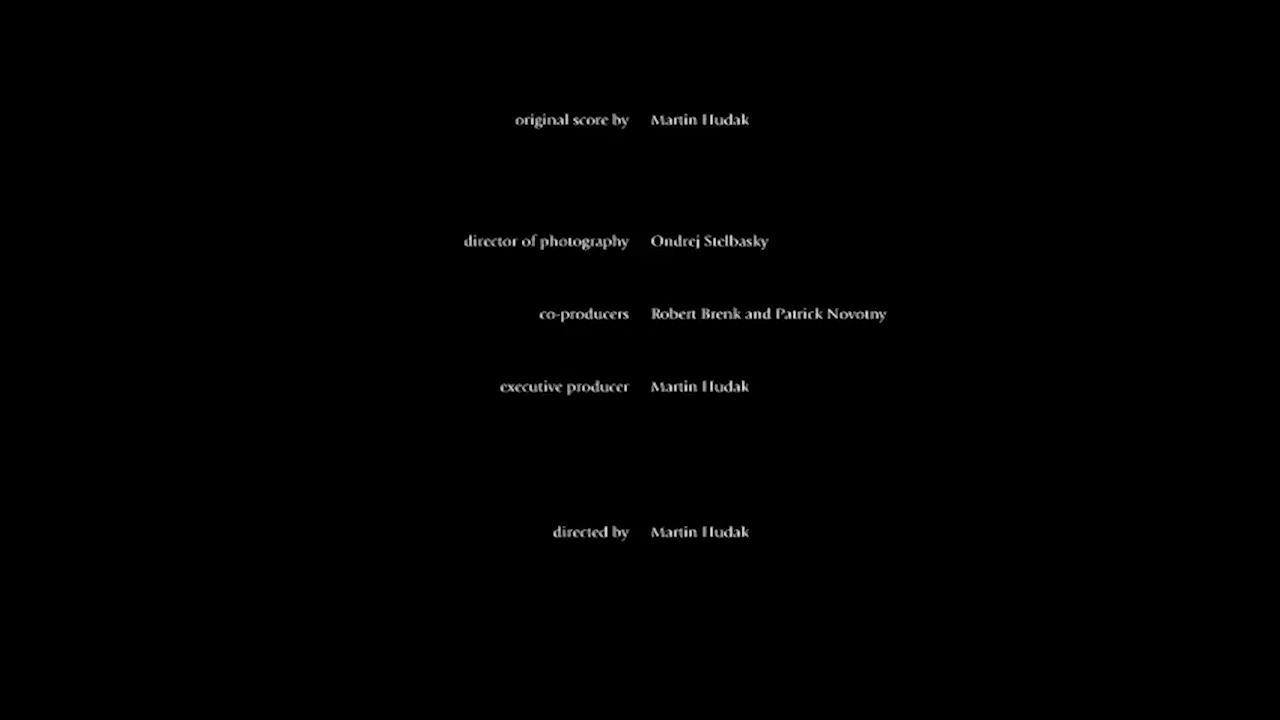 original score by Martin Hudak
director of photography Ondrej Stelbasky
co-producers Robert Brenk and Patrick Novotny
executive producer Martin Hudak
directed by Martin Hudak